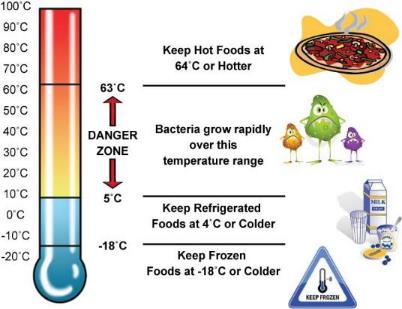 100°C
90°C
80°C
70°C
60°C
50°C
40°C
30°C
20°C
10°C
0°C
-10°C
-20°C
Keep Hot Foods at
64°C or Hotter
63°C
DANGER
ZONE
5°C
Bacteria grow rapidly
over this
temperature range
Keep Refrigerated
Foods at 4°C or Colder
-18°C
Keep Frozen
Foods at -18°C or Colder
MILK
KEEP FROZEN